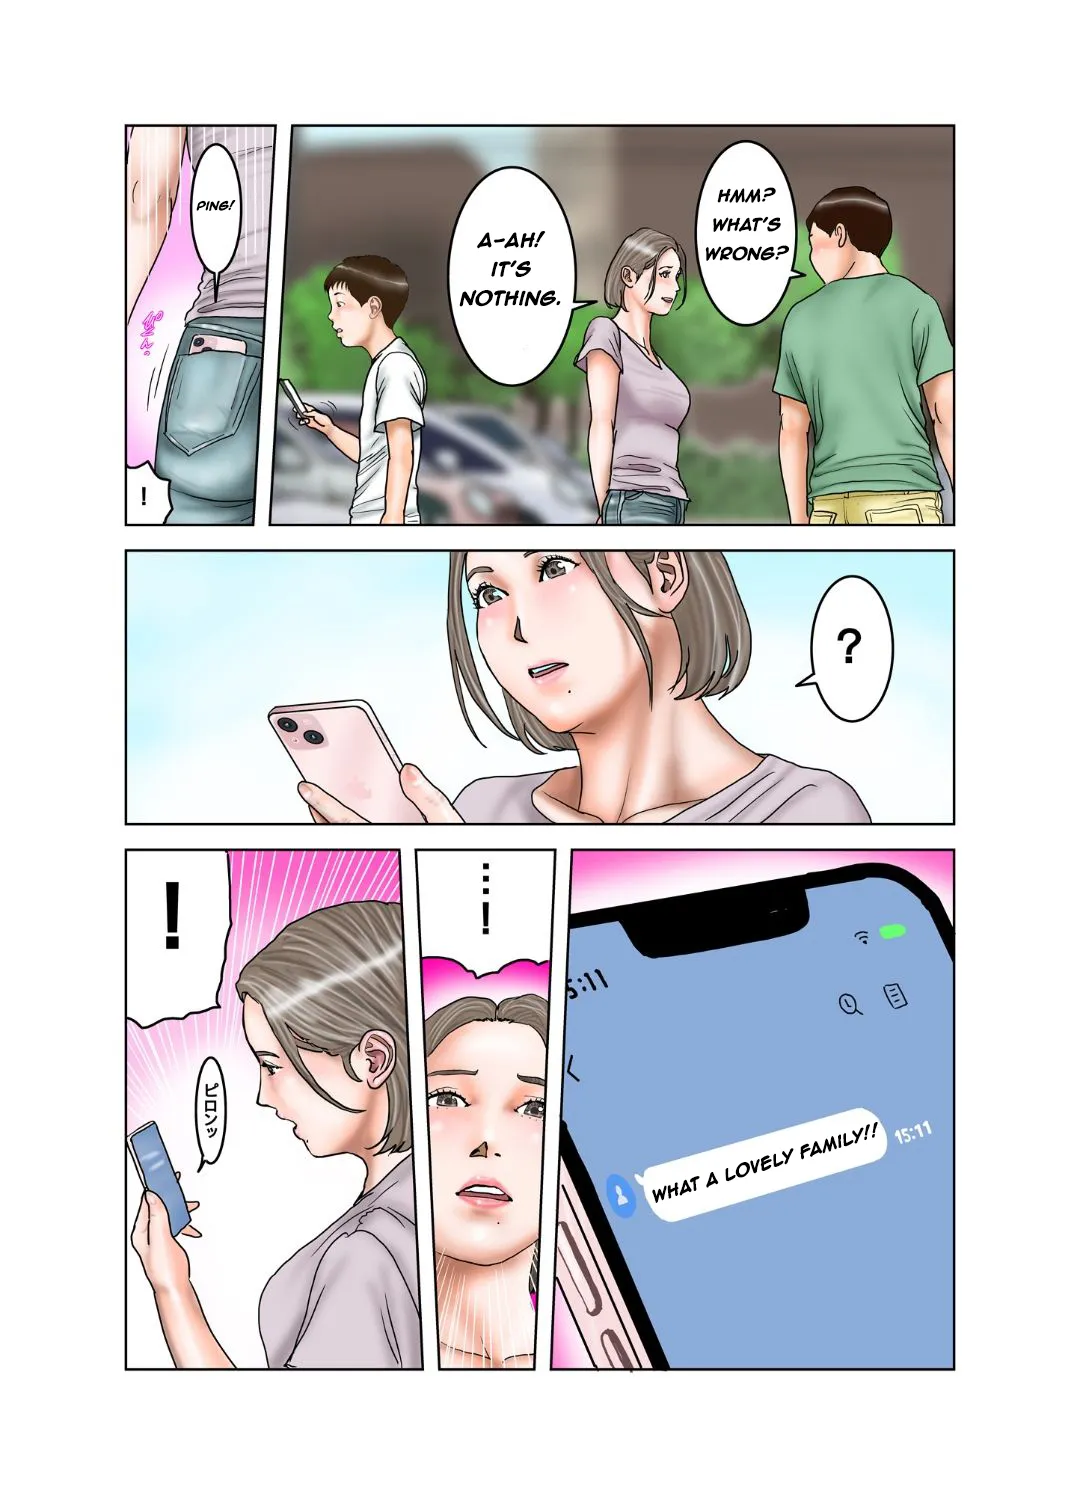 HMM?
WHAT'S
WRONG?
A-AH!
IT'S
NOTHING.
PING!
!
?
5:11
WHAT A LOVELY FAMILY!!
15:11
...!
!
ピロンッ